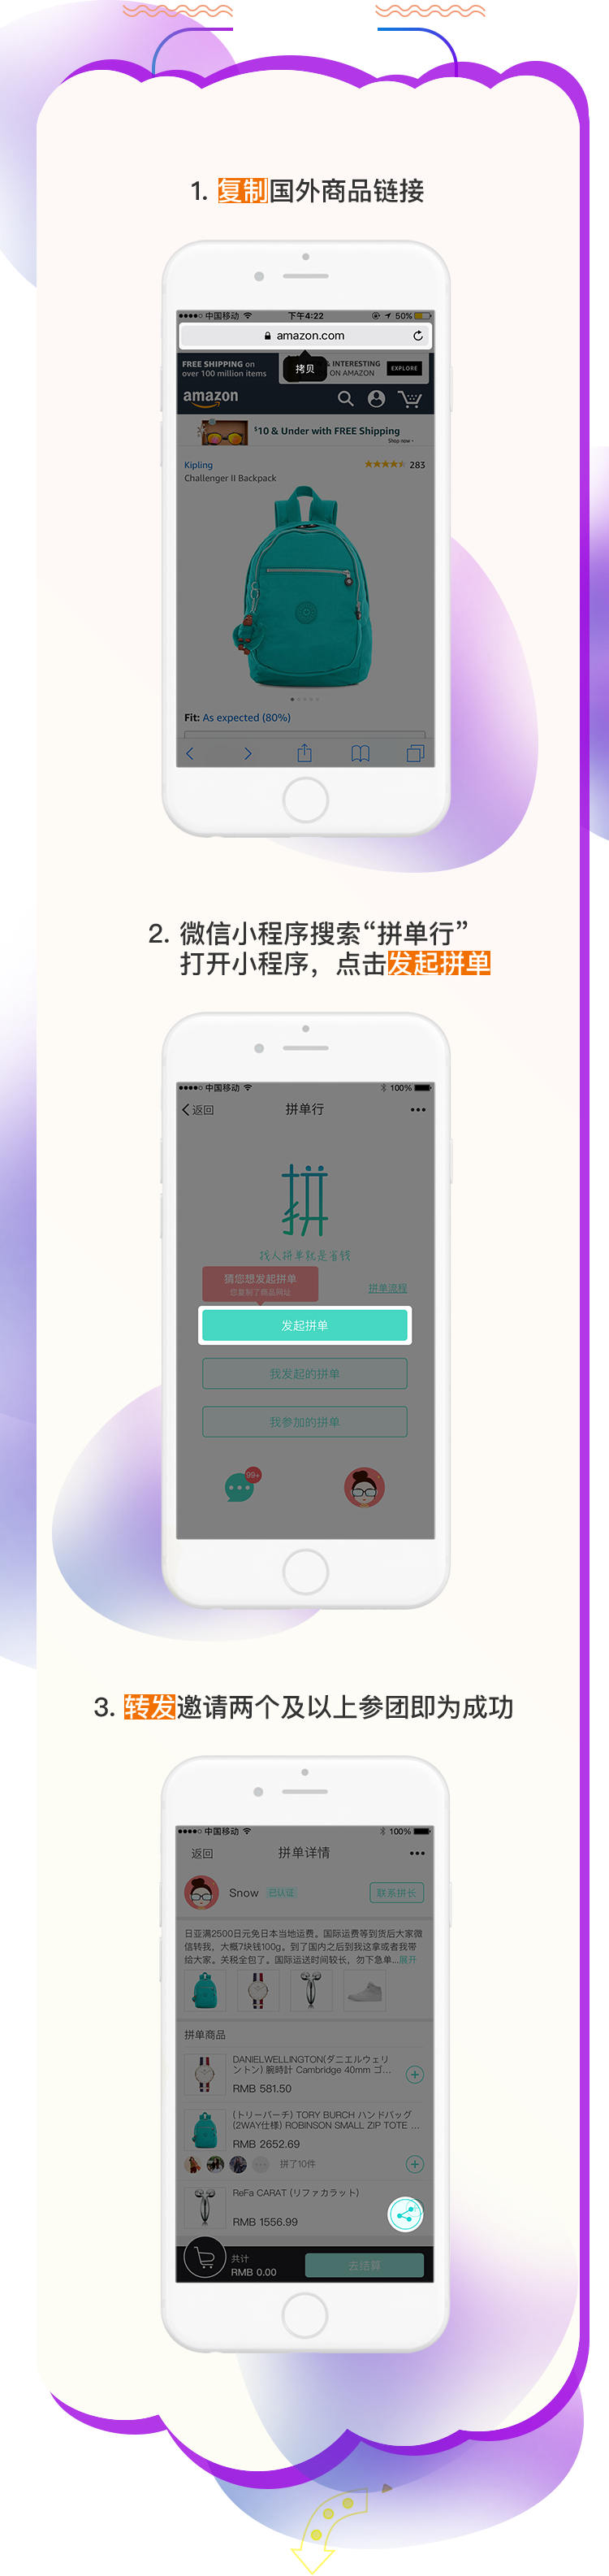 1. 复制国外商品链接
中国移动 下午4:22 50%
amazon.com
拷贝
FREE SHIPPING on
over 100 million items
& INTERESTING
ON AMAZON
EXPLORE
amazon
$10 & Under with FREE Shipping
Shop now ›
Kipling 283
Challenger II Backpack
Fit: As expected (80%)
2. 微信小程序搜索“拼单行”
打开小程序，点击发起拼单
中国移动 100%
返回 拼单行
拼
找人拼单就是省钱
猜您想发起拼单
您复制了商品网址
拼单流程
发起拼单
我发起的拼单
我参加的拼单
99+
3. 转发邀请两个及以上参团即为成功
中国移动 100%
返回 拼单详情
Snow 已认证 联系拼长
日亚满2500日元免日本当地运费。国际运费等到货后大家微
信转我，大概7块钱100g。到了国内之后到我这拿或者我带
给大家。关税全包了。国际运送时间较长，勿下急单...展开
拼单商品
DANIELWELLINGTON(ダニエルウェリ
ントン) 腕時計 Cambridge 40mm ゴ...
RMB 581.50
(トリーバーチ) TORY BURCH ハンドバッグ
(2WAY仕様) ROBINSON SMALL ZIP TOTE ...
RMB 2652.69
拼了10件
ReFa CARAT (リファカラット)
RMB 1556.99
共计
RMB 0.00
去结算